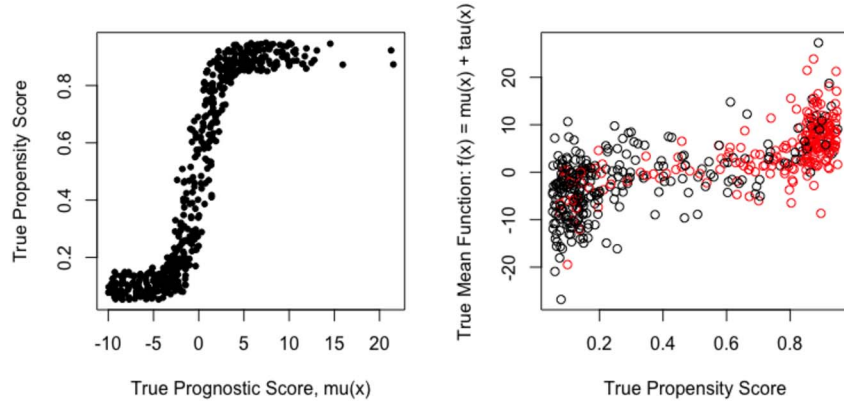 True Propensity Score
0.8
0.6
0.4
0.2
-10 -5 0 5 10 15 20
True Prognostic Score, mu(x)
True Mean Function: f(x) = mu(x) + tau(x)
20
10
0
-10
-20
0.2 0.4 0.6 0.8
True Propensity Score